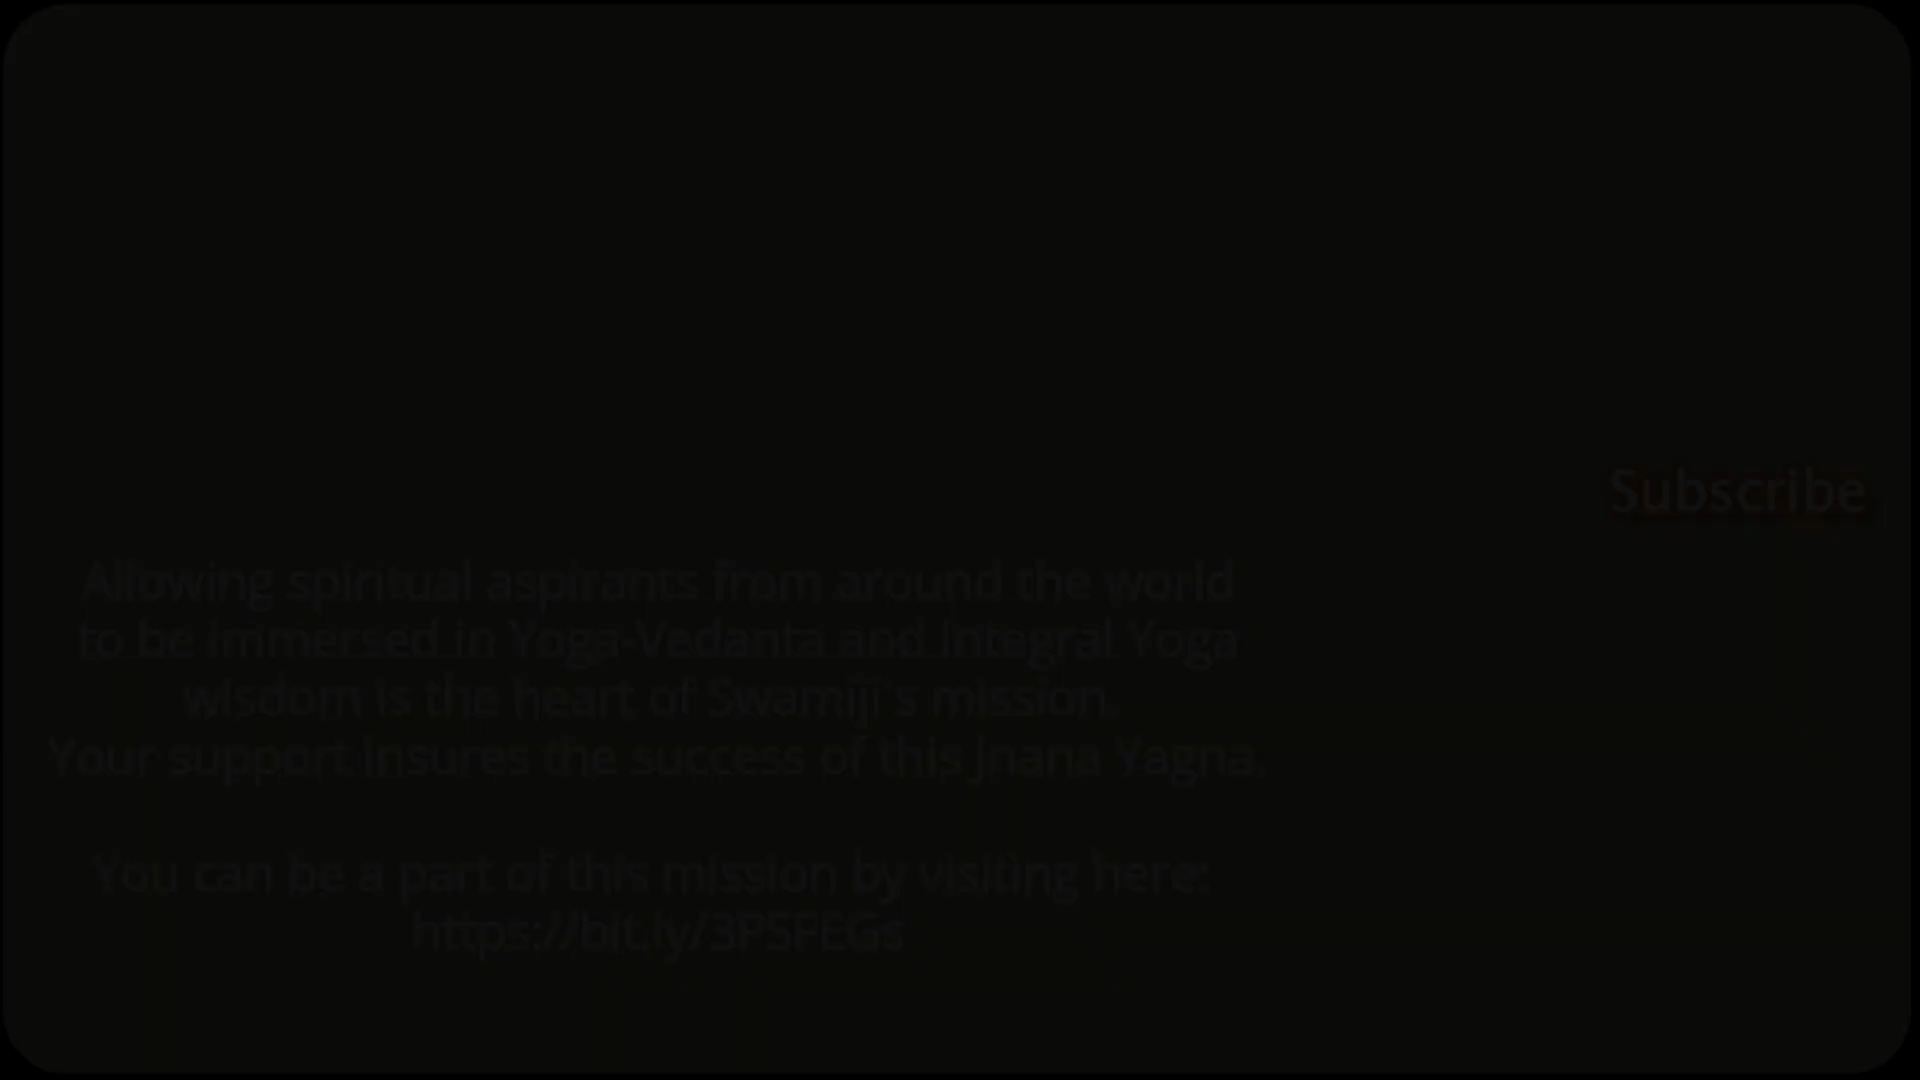 Subscribe
Allowing spiritual aspirants from around the world
to be immersed in Yoga-Vedanta and Integral Yoga
wisdom is the heart of Swamiji's mission.
Your support insures the success of this Jnana Yagna.
You can be a part of this mission by visiting here:
https://bit.ly/3PSFEGs